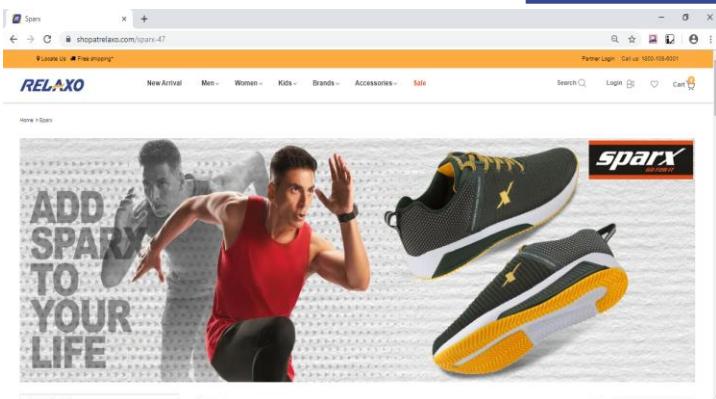 Sparx
shopatrelaxo.com/sparx-47
Locate Us Free shipping*
Partner Login Call us: 1800-108-6001
RELAXO
New Arrival Men Women Kids Brands Accessories Sale
Search Login Cart 0
Home > Sparx
sparx
GO FOR IT
ADD
SPARX
TO
YOUR
LIFE